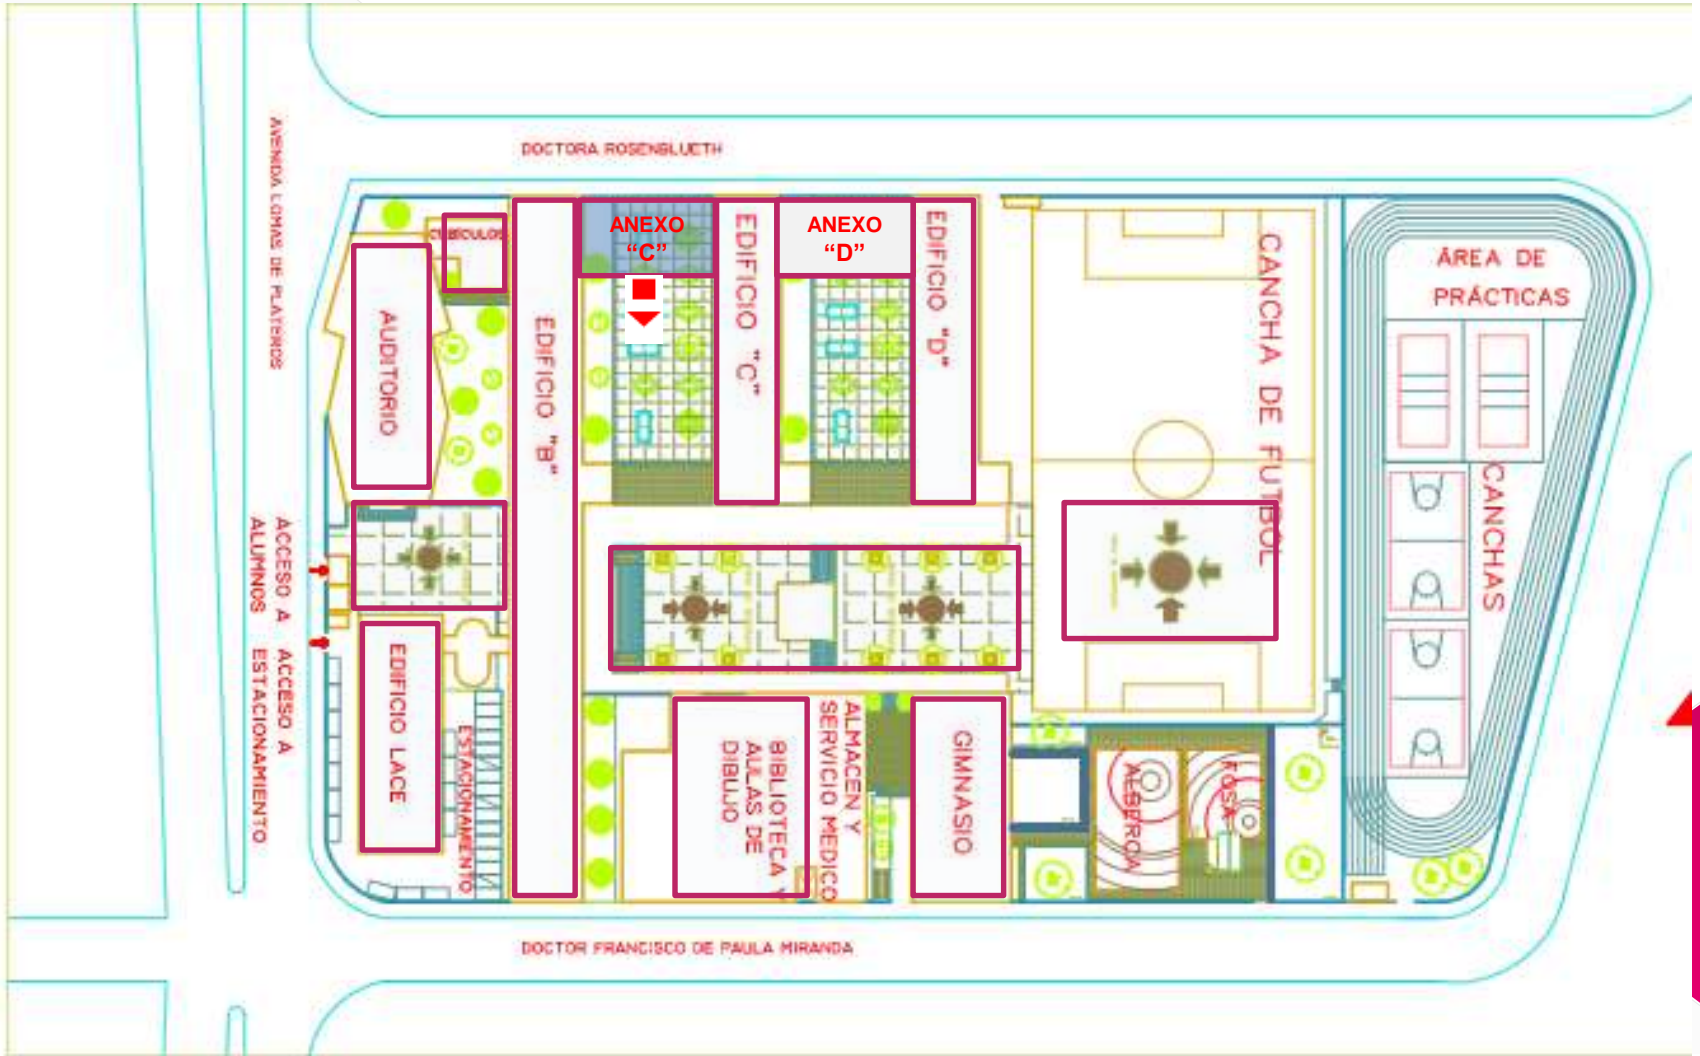 DOCTORA ROSENBLUETH
AVENIDA LOMAS DE PLATEROS
CUBICULOS
AUDITORIO
EDIFICIO "B"
ANEXO
“C”
EDIFICIO "C"
ANEXO
“D”
EDIFICIO "D"
CANCHA DE FUTBOL
ÁREA DE
PRÁCTICAS
CANCHAS
ACCESO A
ALUMNOS
ACCESO A
ESTACIONAMIENTO
EDIFICIO LACE
ESTACIONAMIENTO
BIBLIOTECA Y
AULAS DE
DIBUJO
ALMACEN Y
SERVICIO MEDICO
GIMNASIO
ALBERCA
FOSA
DOCTOR FRANCISCO DE PAULA MIRANDA